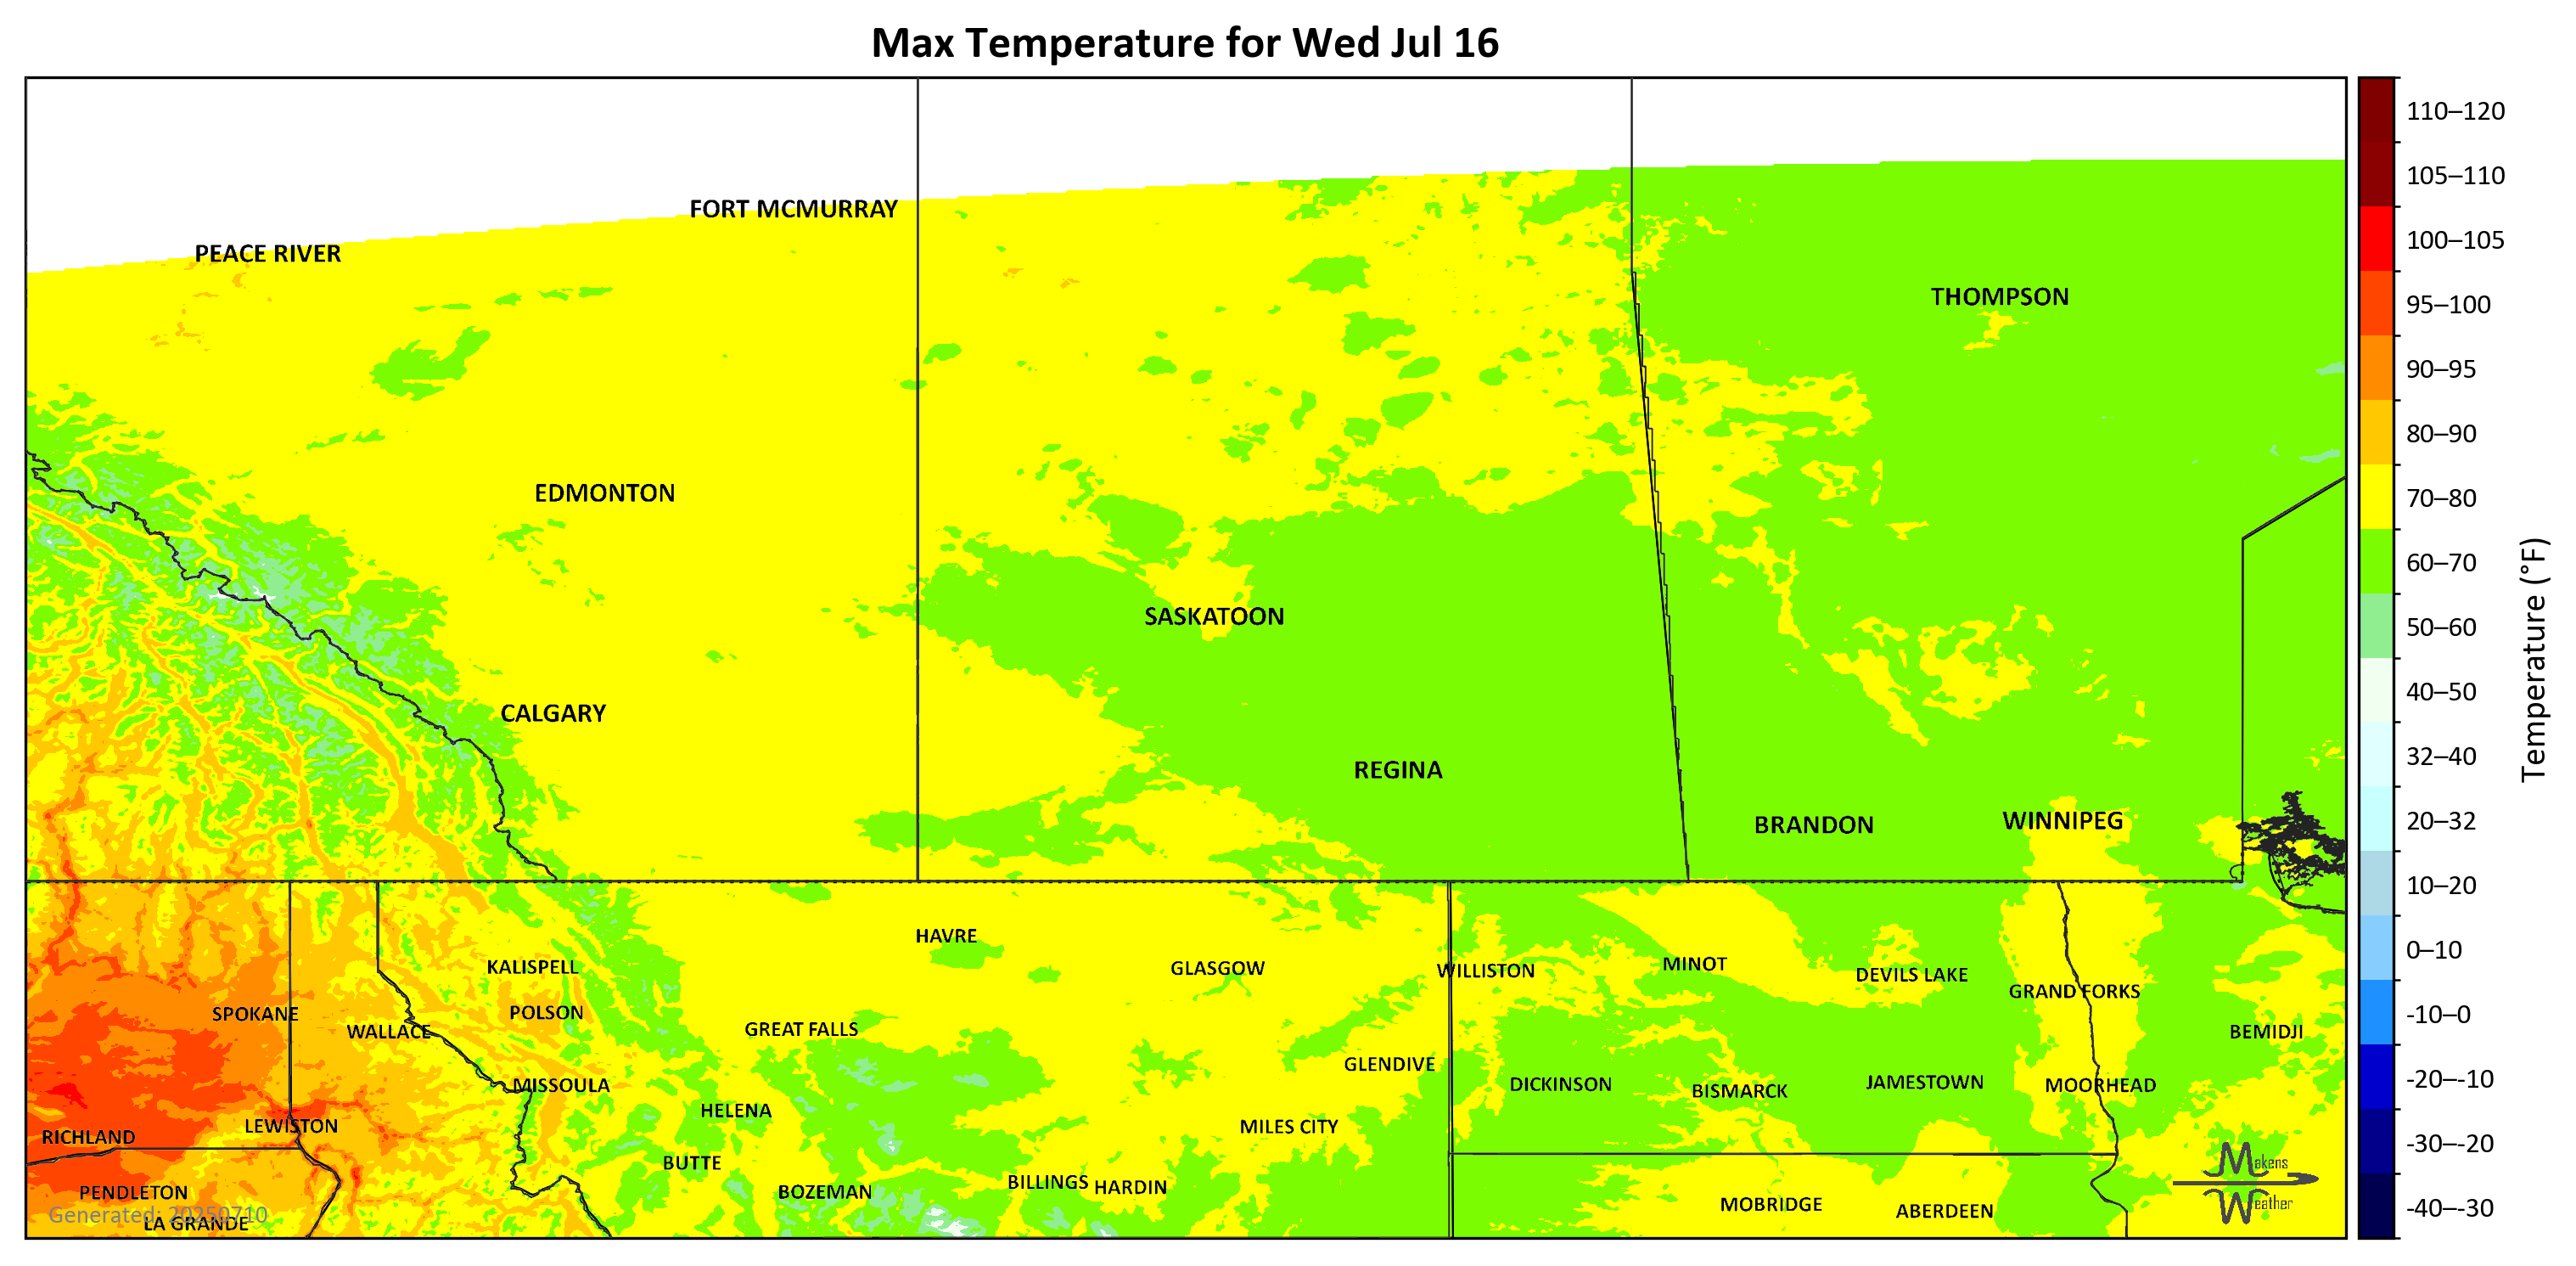 Max Temperature for Wed Jul 16
FORT MCMURRAY
PEACE RIVER
THOMPSON
EDMONTON
SASKATOON
CALGARY
REGINA
BRANDON
WINNIPEG
HAVRE
KALISPELL
GLASGOW
WILLISTON
MINOT
DEVILS LAKE
GRAND FORKS
SPOKANE
POLSON
WALLACE
GREAT FALLS
BEMIDJI
GLENDIVE
MISSOULA
DICKINSON
BISMARCK
JAMESTOWN
MOORHEAD
HELENA
LEWISTON
MILES CITY
RICHLAND
BUTTE
BILLINGS
HARDIN
PENDLETON
BOZEMAN
MOBRIDGE
ABERDEEN
Generated: 20250710
LA GRANDE
Makens
Weather
110–120
105–110
100–105
95–100
90–95
80–90
70–80
60–70
50–60
40–50
32–40
20–32
10–20
0–10
-10–0
-20–-10
-30–-20
-40–-30
Temperature (°F)